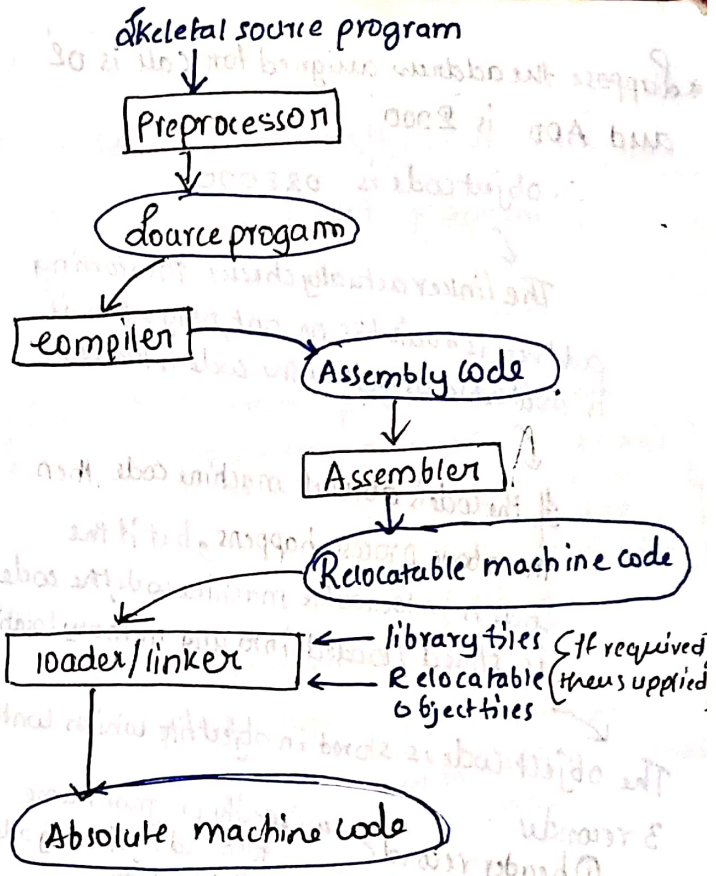 Skeletal source program
Preprocessor
Source progam
compiler
Assembly code
Assembler
Relocatable machine code
loader/linker
library files (If required,
Relocatable then supplied
Object files
Absolute machine code